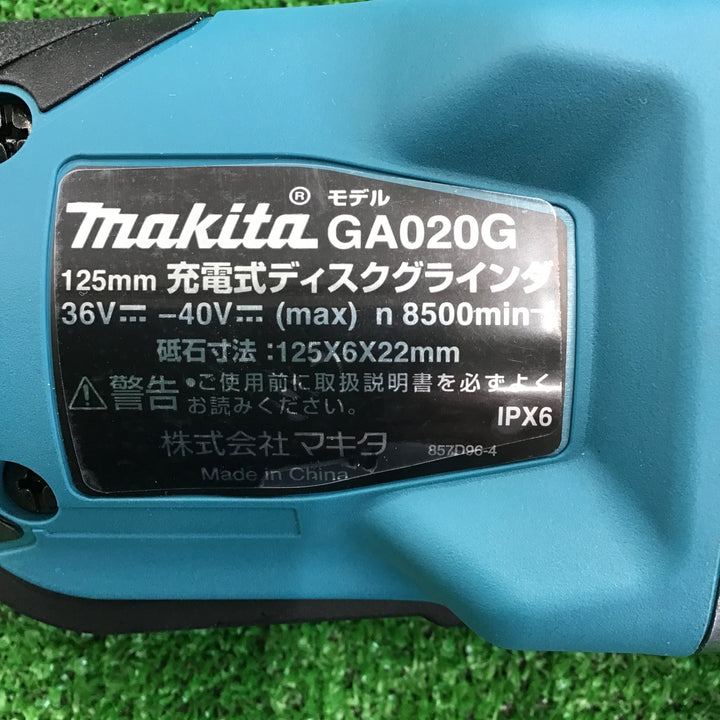 makita® モデル GA020G
125mm 充電式ディスクグラインダ
36V⎓ –40V⎓ (max) n 8500min-1
砥石寸法:125X6X22mm
⚠警告 •ご使用前に取扱説明書を必ずよく
お読みください。
IPX6
株式会社 マキタ 857D96-4
Made in China